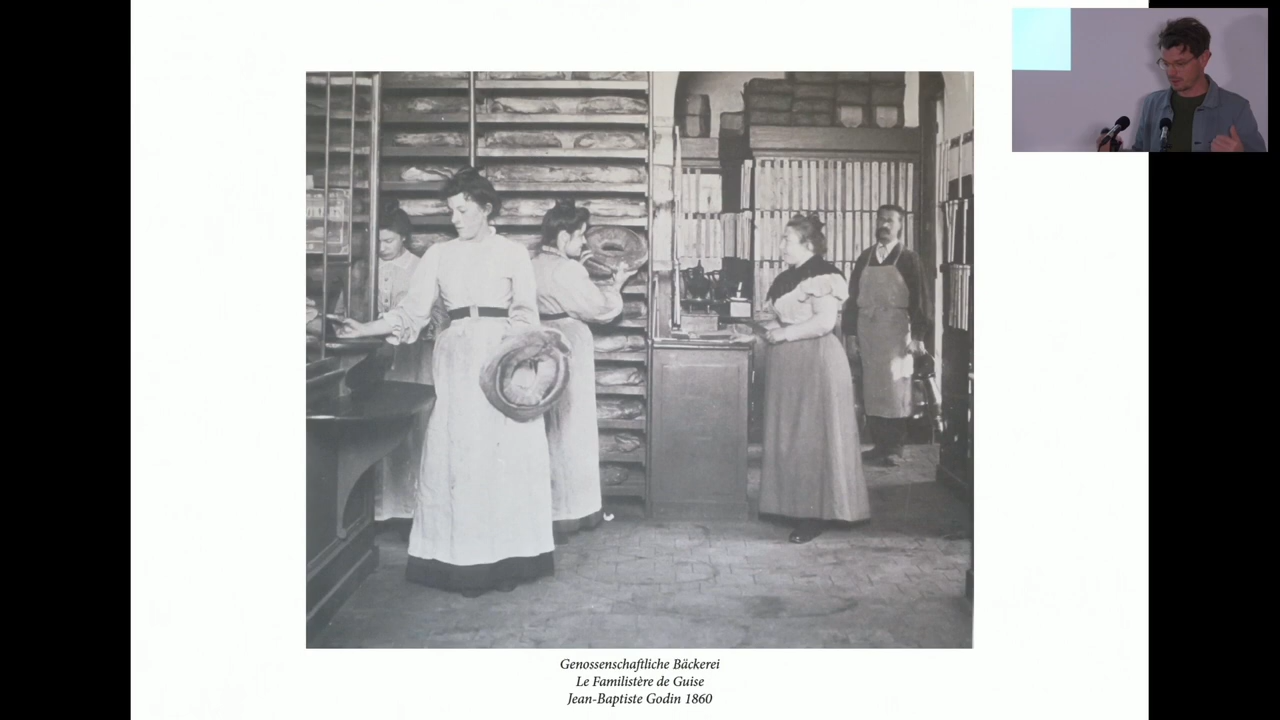 Genossenschaftliche Bäckerei
Le Familistère de Guise
Jean-Baptiste Godin 1860